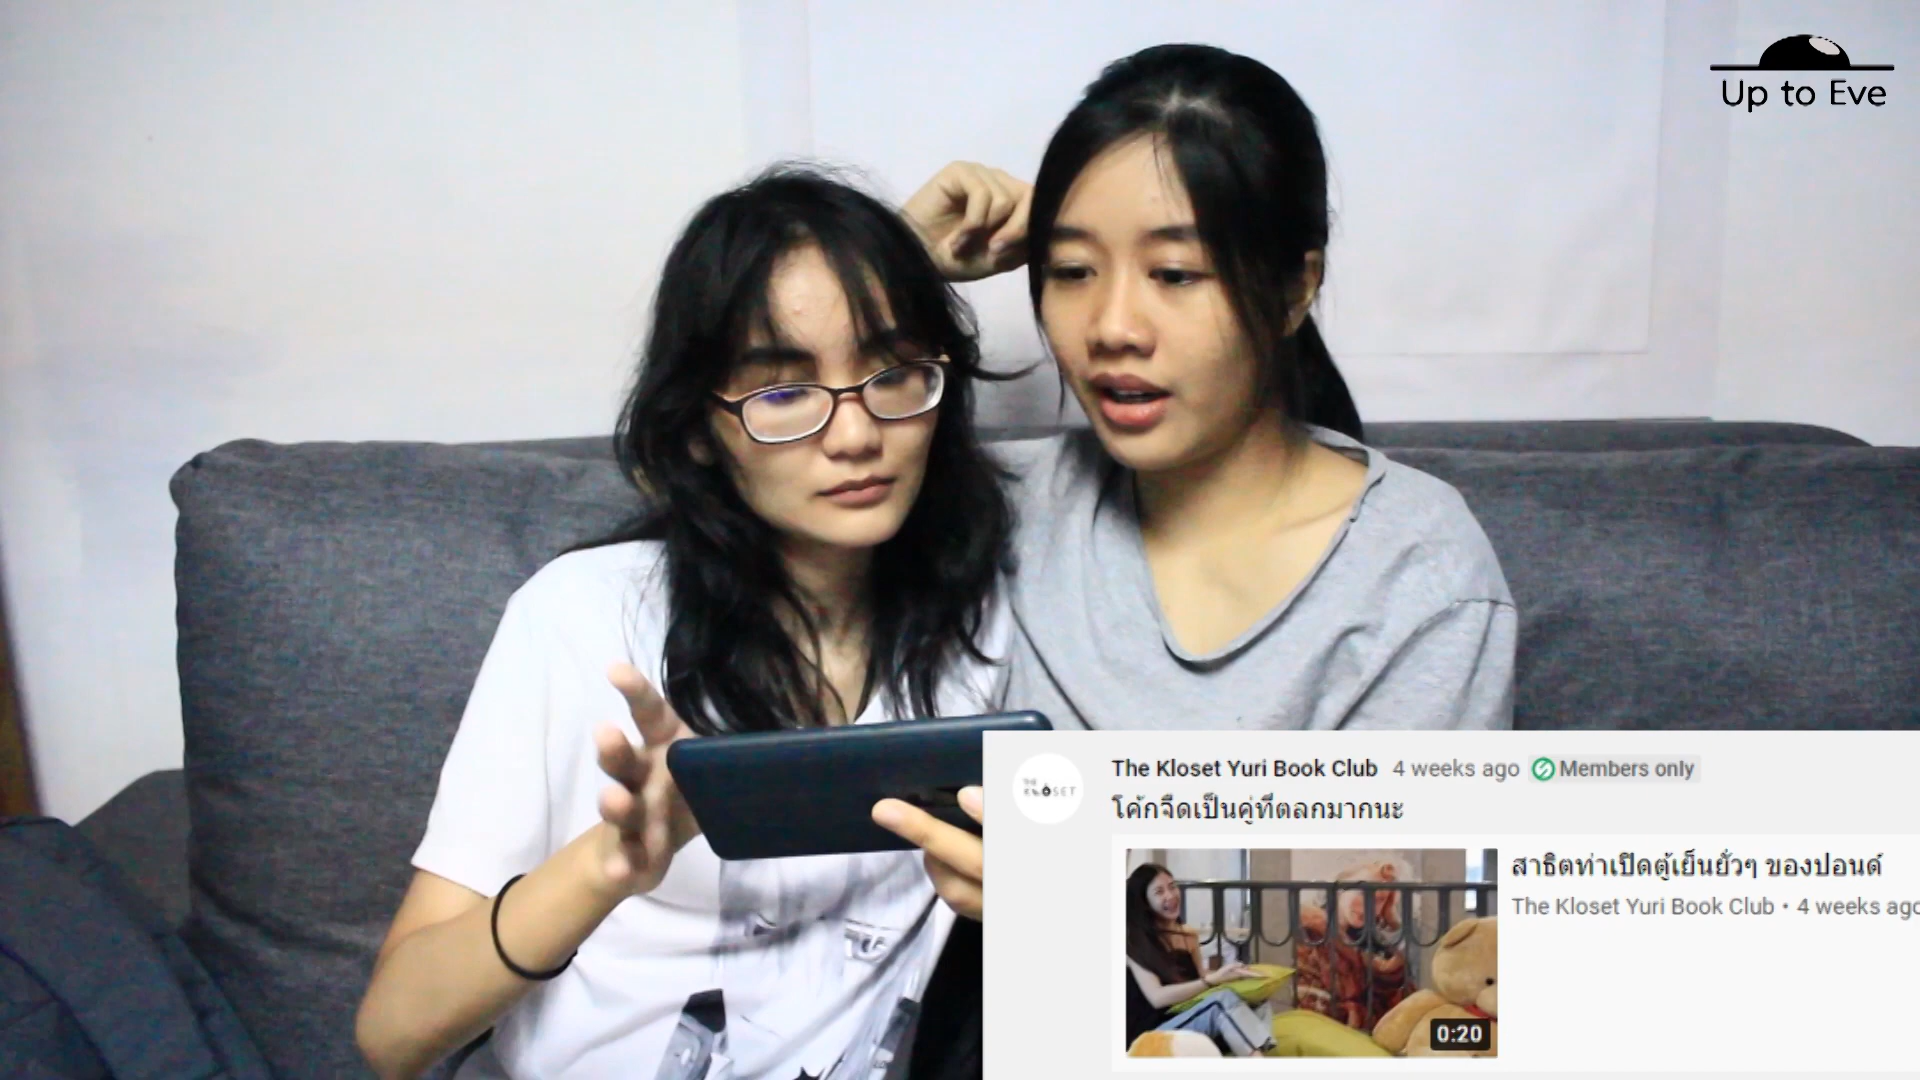 Up to Eve
The Kloset Yuri Book Club 4 weeks ago Members only
โค้กจี๊ดเป็นคู่ที่ตลกมากนะ
THE KLOSET
สาธิตท่าเปิดตู้เย็นยั่วๆ ของปอนด์
The Kloset Yuri Book Club • 4 weeks ago
0:20